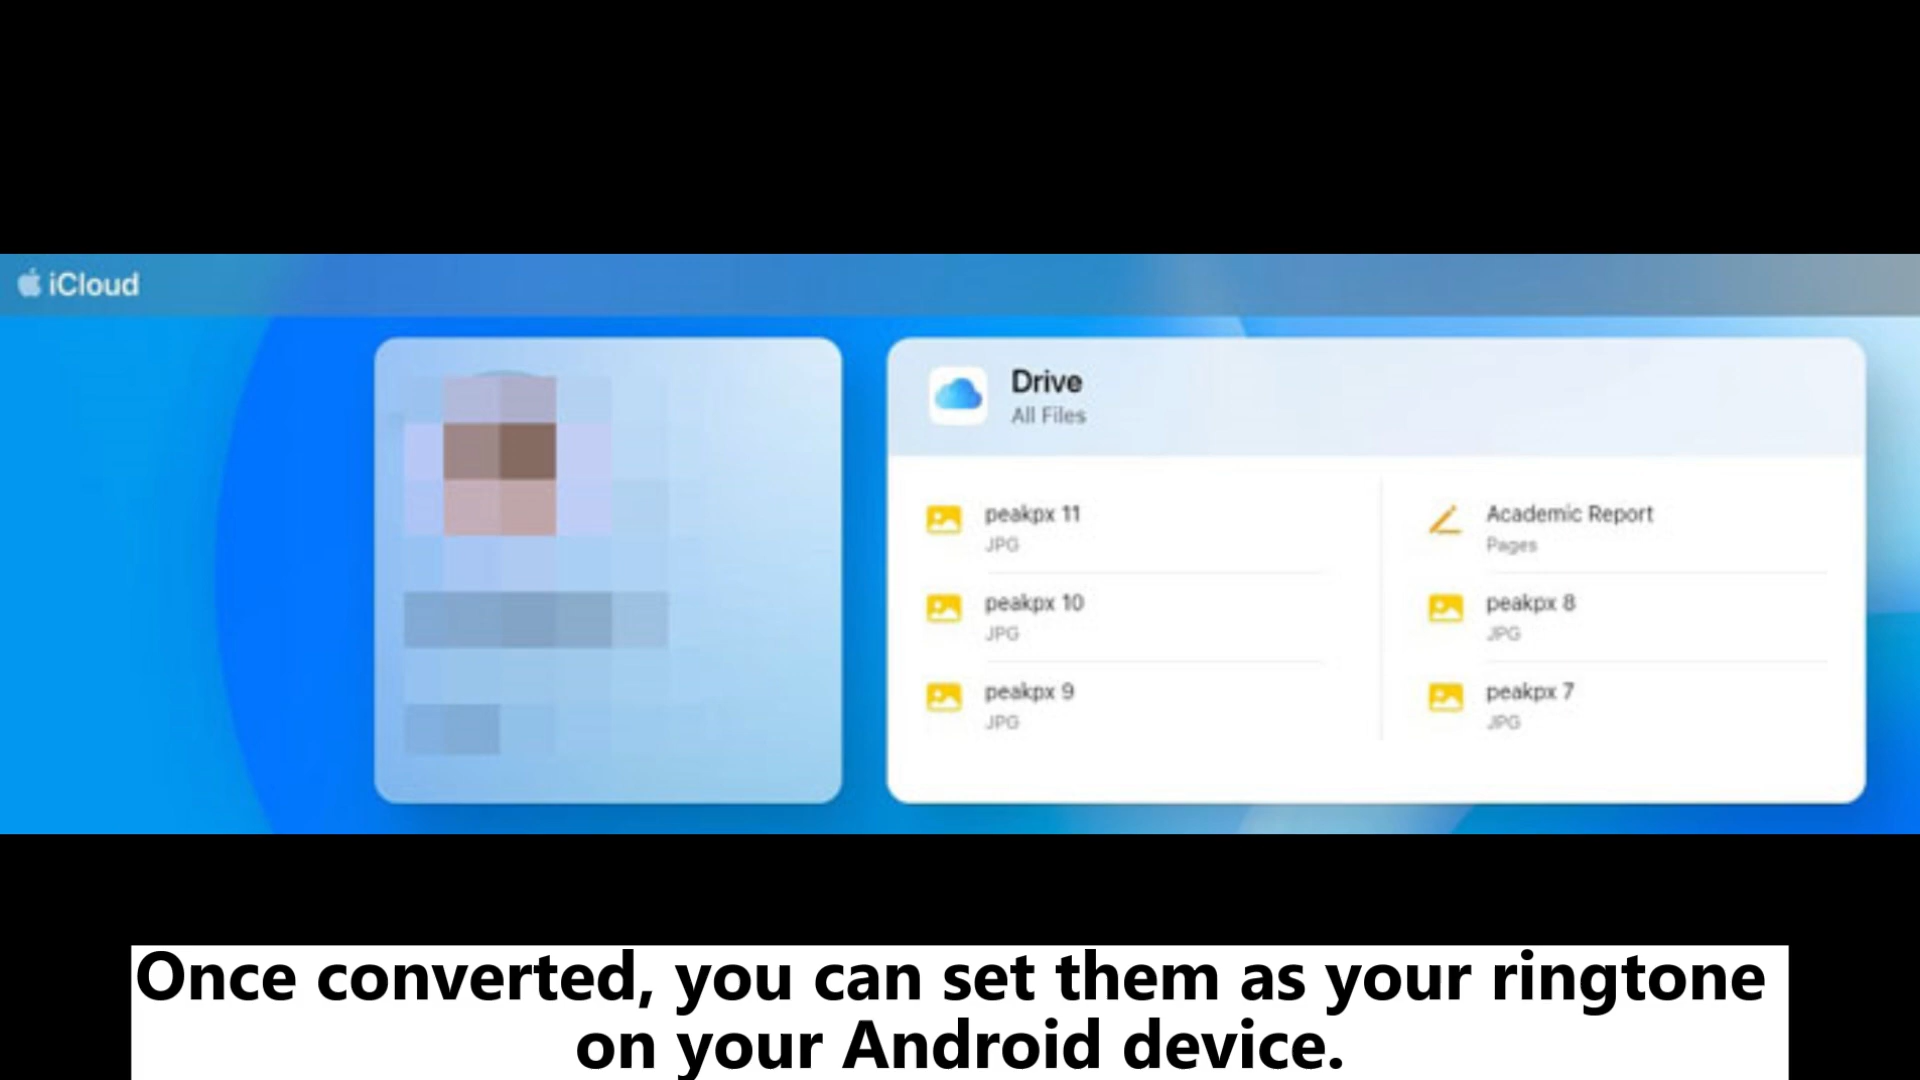 iCloud
Drive
All Files
peakpx 11
JPG
Academic Report
Pages
peakpx 10
JPG
peakpx 8
JPG
peakpx 9
JPG
peakpx 7
JPG
Once converted, you can set them as your ringtone
on your Android device.